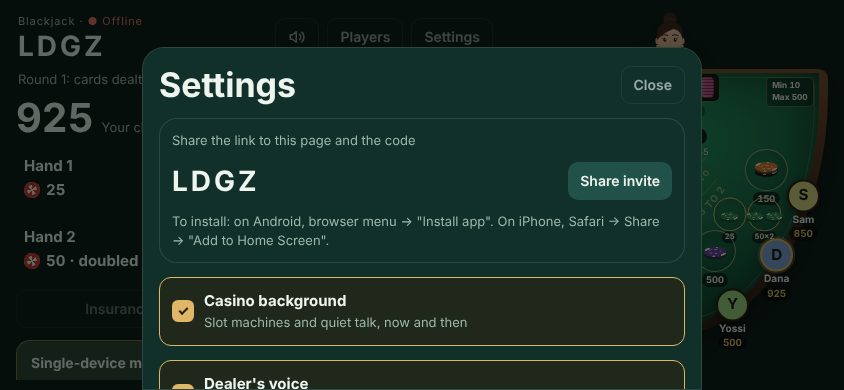 Blackjack · Offline
LDGZ
Players
Settings
Round 1: cards dealt
925 Your c
Hand 1
25
Hand 2
50 · doubled
Insuranc
Single-device m
Settings
Close
Share the link to this page and the code
LDGZ
Share invite
To install: on Android, browser menu → "Install app". On iPhone, Safari → Share
→ "Add to Home Screen".
Casino background
Slot machines and quiet talk, now and then
Dealer's voice
Min 10
Max 500
150
S
Sam
850
25
50×2
D
Dana
925
500
Y
Yossi
500